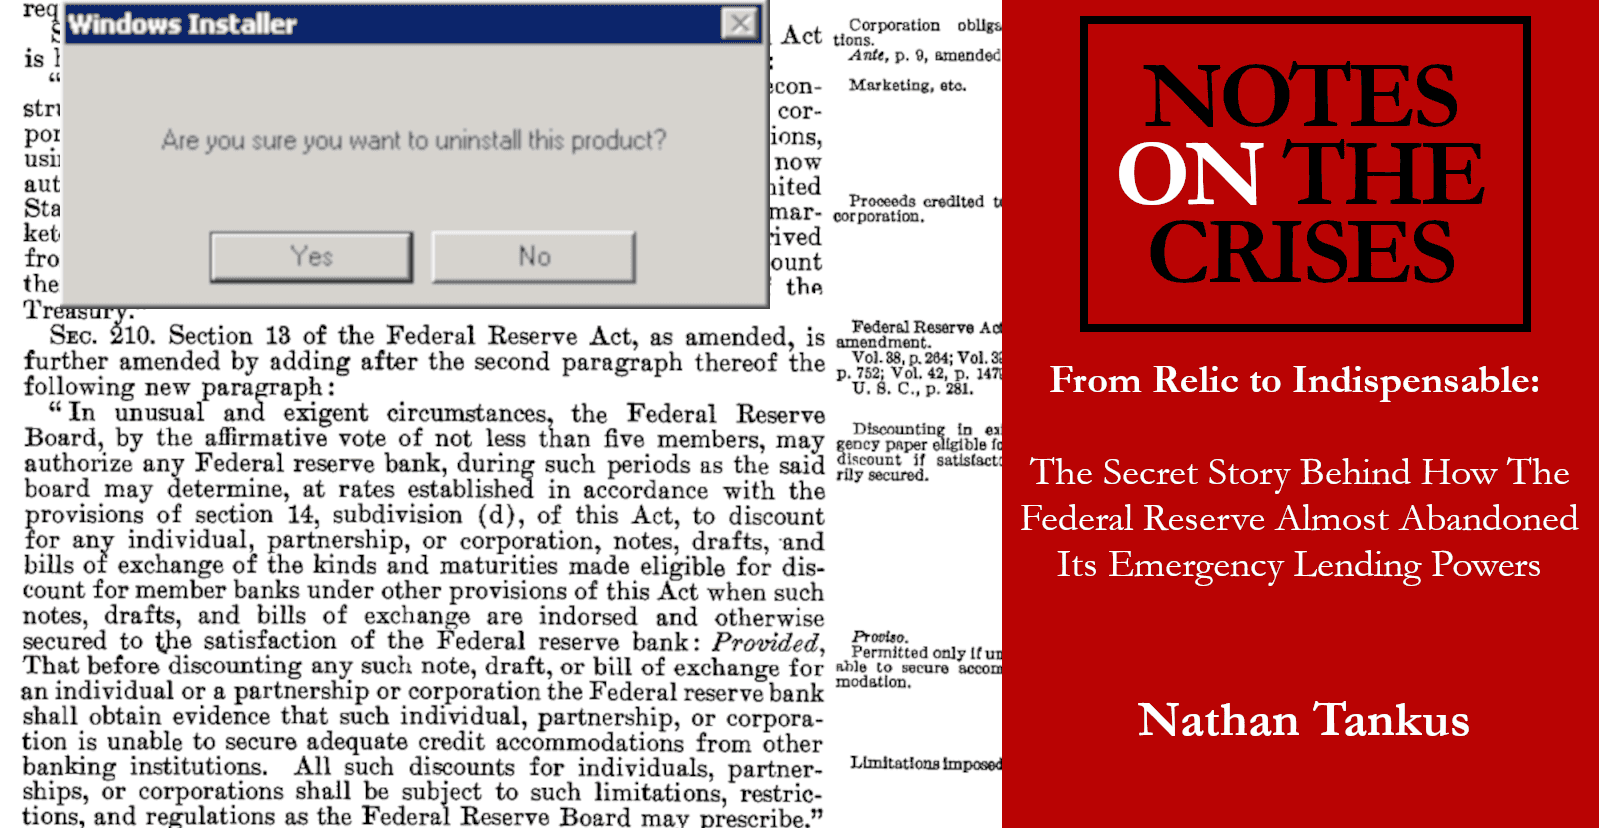 req
Windows Installer
Act
is
:
"
econ-
str
cor-
por
ions,
usi
now
aut
nited
Sta
mar-
ket
rived
fro
ount
the
the
Are you sure you want to uninstall this product?
Yes
No
Treasury."
SEC. 210. Section 13 of the Federal Reserve Act, as amended, is
further amended by adding after the second paragraph thereof the
following new paragraph:
"In unusual and exigent circumstances, the Federal Reserve
Board, by the affirmative vote of not less than five members, may
authorize any Federal reserve bank, during such periods as the said
board may determine, at rates established in accordance with the
provisions of section 14, subdivision (d), of this Act, to discount
for any individual, partnership, or corporation, notes, drafts, and
bills of exchange of the kinds and maturities made eligible for dis-
count for member banks under other provisions of this Act when such
notes, drafts, and bills of exchange are indorsed and otherwise
secured to the satisfaction of the Federal reserve bank: Provided,
That before discounting any such note, draft, or bill of exchange for
an individual or a partnership or corporation the Federal reserve bank
shall obtain evidence that such individual, partnership, or corpora-
tion is unable to secure adequate credit accommodations from other
banking institutions. All such discounts for individuals, partner-
ships, or corporations shall be subject to such limitations, restric-
tions, and regulations as the Federal Reserve Board may prescribe."
Corporation obliga
tions.
Ante, p. 9, amended
Marketing, etc.
Proceeds credited t
corporation.
Federal Reserve Act
amendment.
Vol. 38, p. 264; Vol. 3
p. 752; Vol. 42, p. 147
U. S. C., p. 281.
Discounting in ex
gency paper eligible fo
discount if satisfact
rily secured.
Proviso.
Permitted only if un
able to secure accom
modation.
Limitations imposed
NOTES
ON THE
CRISES
From Relic to Indispensable:
The Secret Story Behind How The
Federal Reserve Almost Abandoned
Its Emergency Lending Powers
Nathan Tankus